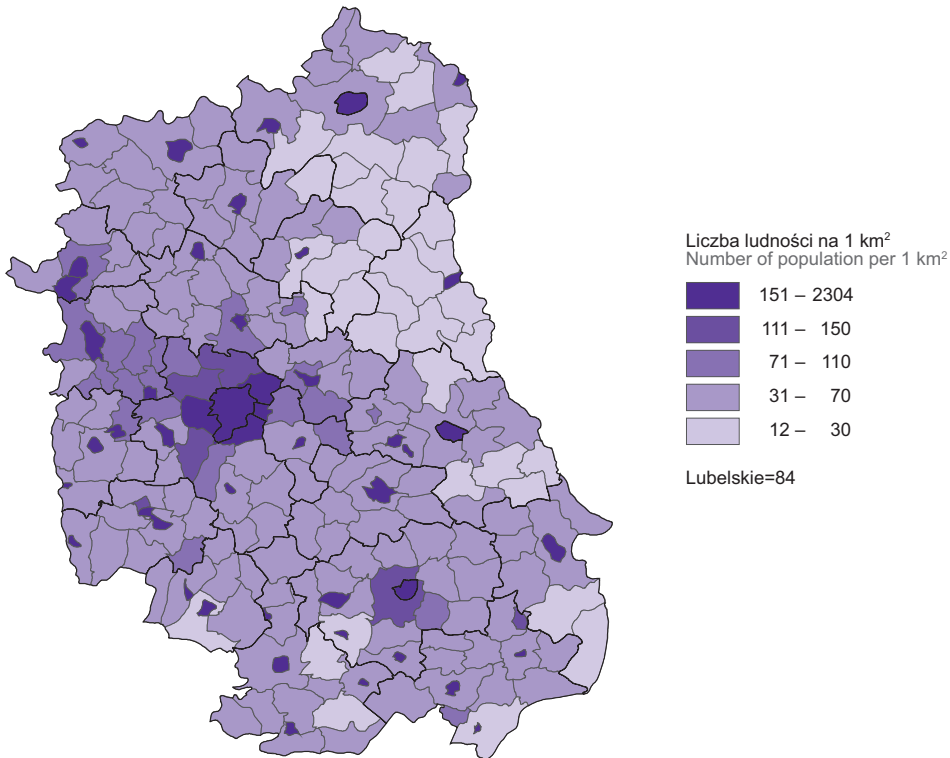 Liczba ludności na 1 km²
Number of population per 1 km²
151 – 2304
111 – 150
71 – 110
31 – 70
12 – 30
Lubelskie=84